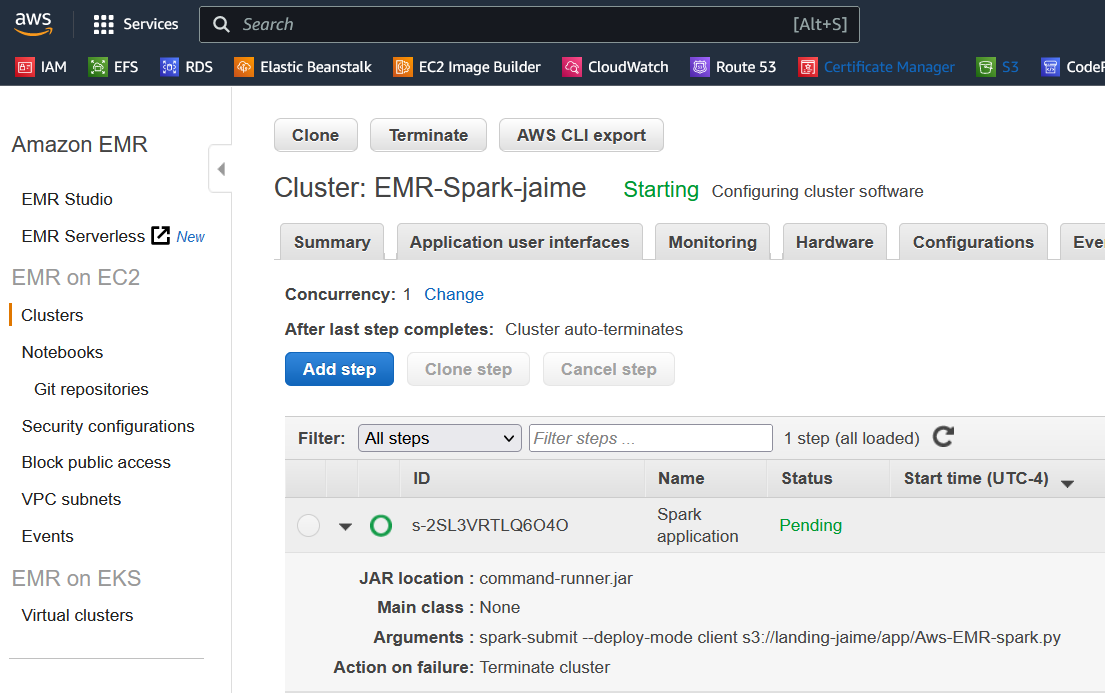 aws Services Search [Alt+S]
IAM EFS RDS Elastic Beanstalk EC2 Image Builder CloudWatch Route 53 Certificate Manager S3
Amazon EMR
EMR Studio
EMR Serverless New
EMR on EC2
Clusters
Notebooks
Git repositories
Security configurations
Block public access
VPC subnets
Events
EMR on EKS
Virtual clusters
Clone Terminate AWS CLI export
Cluster: EMR-Spark-jaime Starting Configuring cluster software
Summary Application user interfaces Monitoring Hardware Configurations
Concurrency: 1 Change
After last step completes: Cluster auto-terminates
Add step Clone step Cancel step
Filter: All steps Filter steps ... 1 step (all loaded)
ID Name Status Start time (UTC-4)
s-2SL3VRTLQ6O4O Spark application Pending
JAR location : command-runner.jar
Main class : None
Arguments : spark-submit --deploy-mode client s3://landing-jaime/app/Aws-EMR-spark.py
Action on failure: Terminate cluster